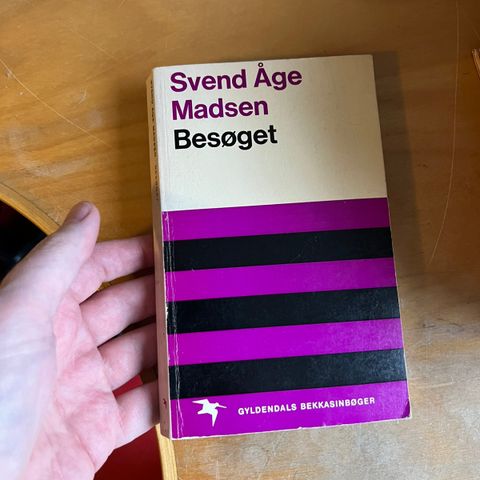 Svend Åge
Madsen
Besøget
GYLDENDALS BEKKASINBØGER